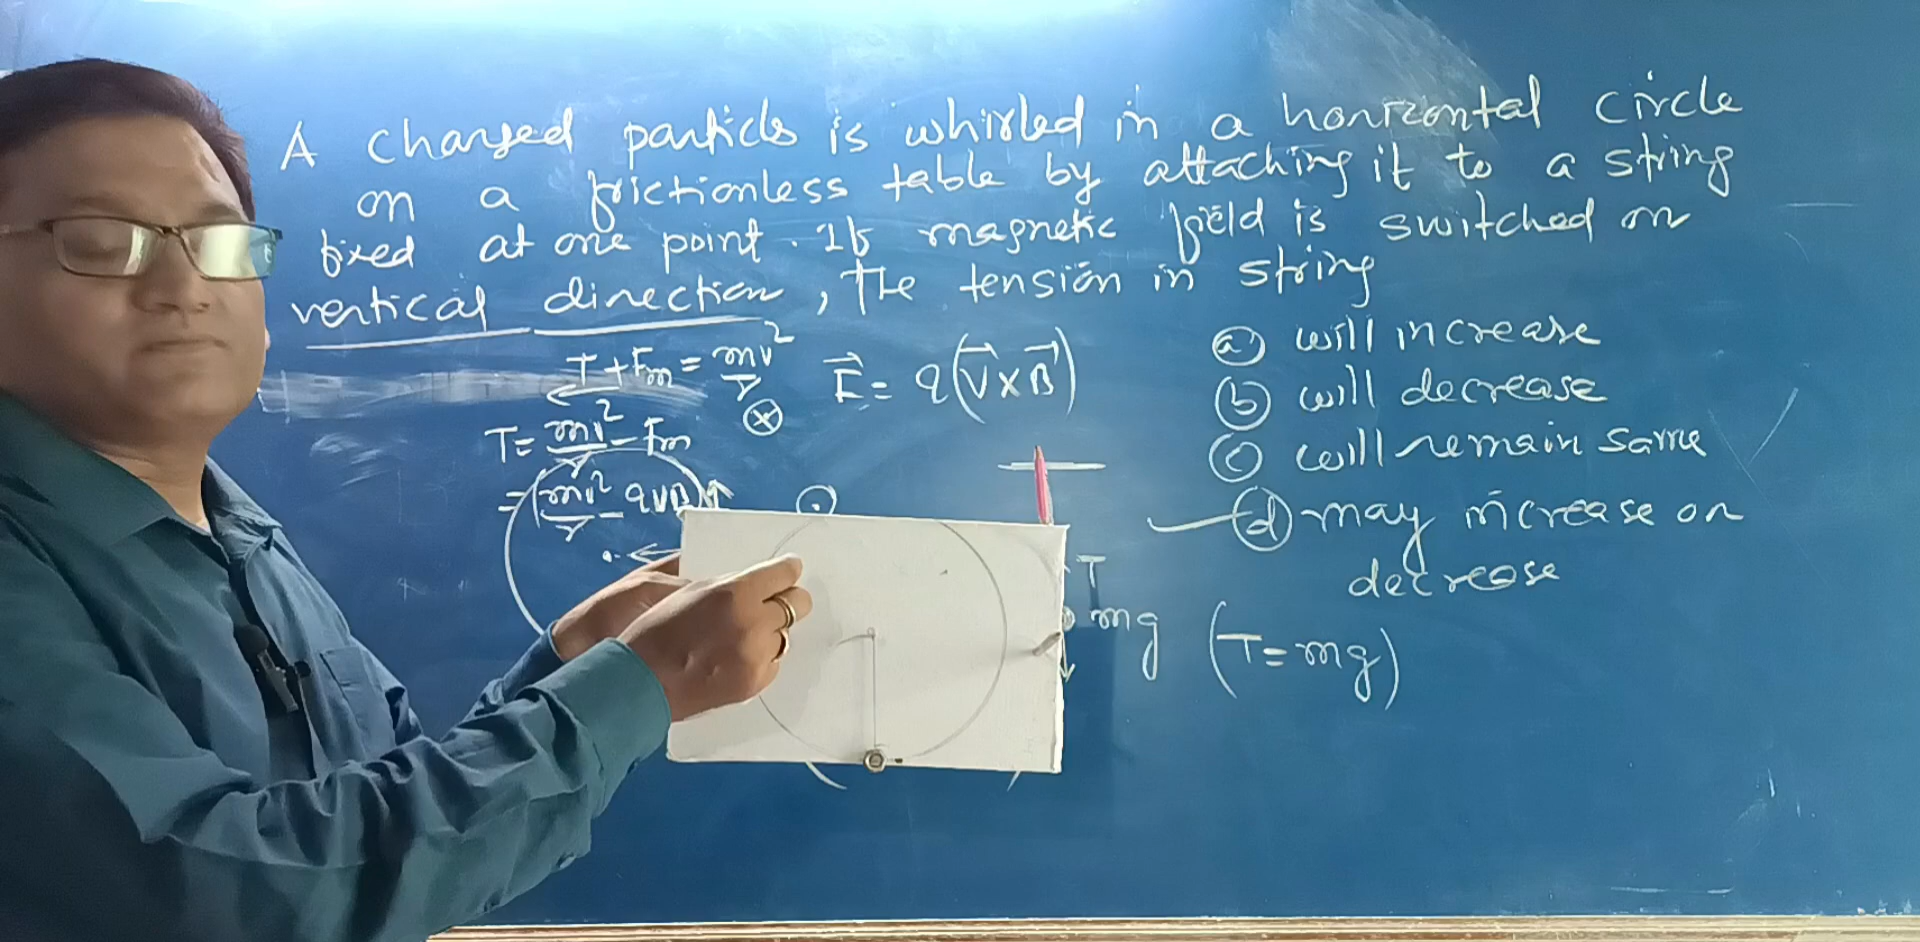 A charged particle is whirled in a horizontal circle
on a frictionless table by attaching it to a string
fixed at one point. If magnetic field is switched on
vertical direction, The tension in string
T + Fm = mv²/r
F⃗ = q(V⃗ × B⃗)
T = mv²/r - Fm
= (mv²/r - qVB)
(a) will increase
(b) will decrease
(c) will remain same
(d) may increase or
decrease
T
mg (T = mg)